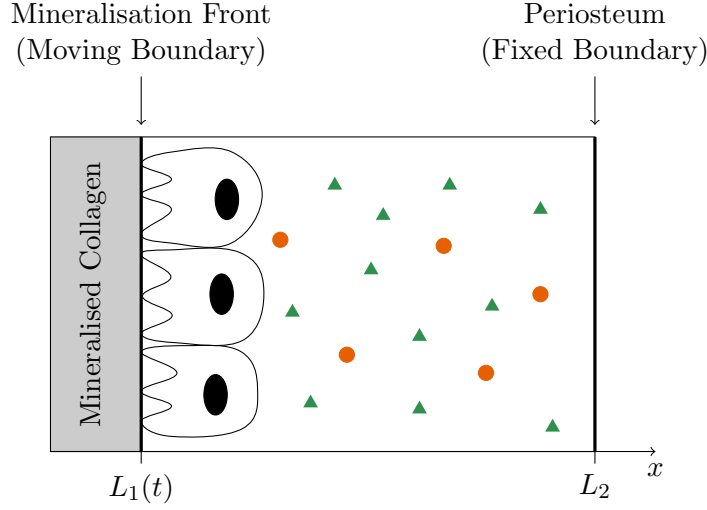 Mineralisation Front
(Moving Boundary)
Periosteum
(Fixed Boundary)
Mineralised Collagen
L₁(t)
L₂
x